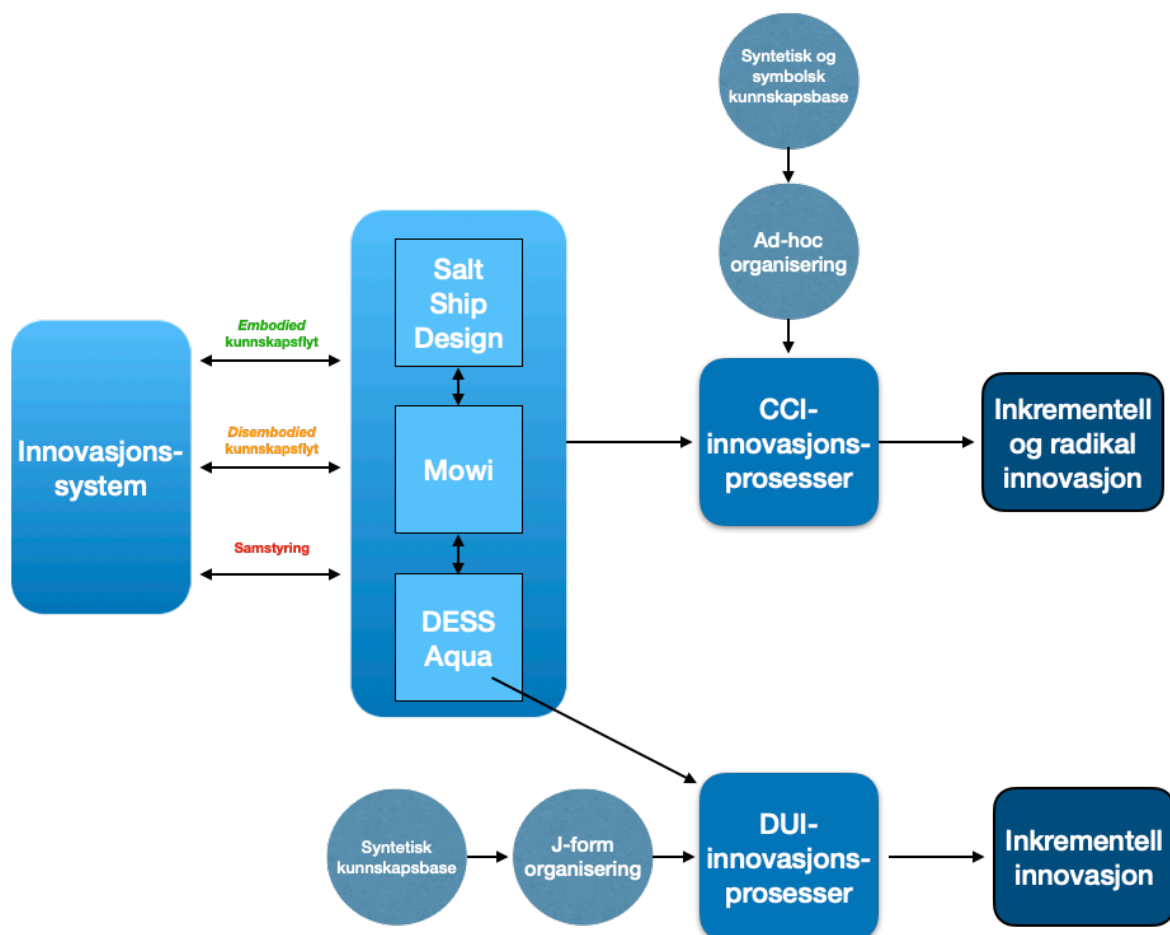 Syntetisk og
symbolsk
kunnskapsbase
Ad-hoc
organisering
Salt
Ship
Design
Embodied
kunnskapsflyt
Innovasjons-
system
Disembodied
kunnskapsflyt
Mowi
CCI-
innovasjons-
prosesser
Inkrementell
og radikal
innovasjon
Samstyring
DESS
Aqua
Syntetisk
kunnskapsbase
J-form
organisering
DUI-
innovasjons-
prosesser
Inkrementell
innovasjon